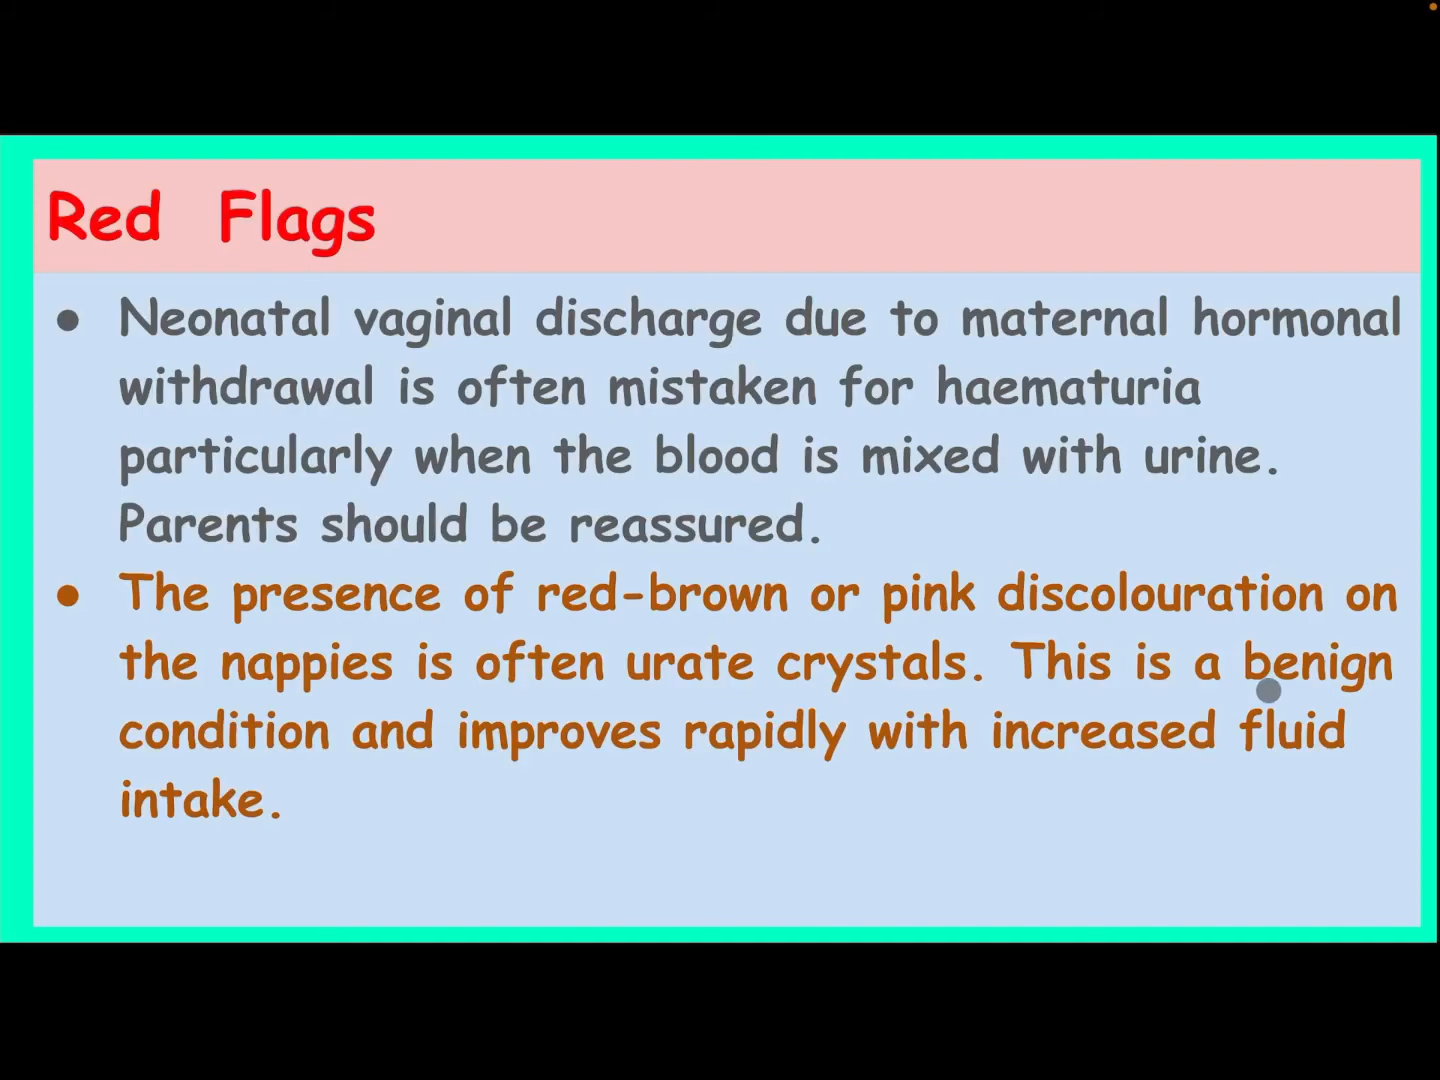 Red Flags
● Neonatal vaginal discharge due to maternal hormonal
withdrawal is often mistaken for haematuria
particularly when the blood is mixed with urine.
Parents should be reassured.
● The presence of red-brown or pink discolouration on
the nappies is often urate crystals. This is a benign
condition and improves rapidly with increased fluid
intake.